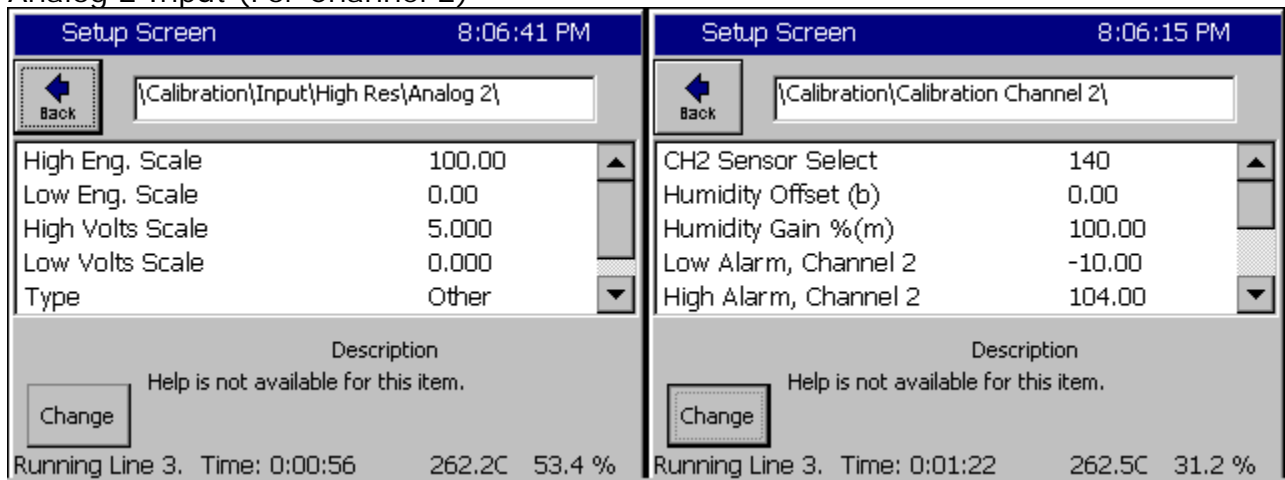 Analog 2 Input (For Channel 2)
Setup Screen 8:06:41 PM
Back
\Calibration\Input\High Res\Analog 2\
High Eng. Scale 100.00
Low Eng. Scale 0.00
High Volts Scale 5.000
Low Volts Scale 0.000
Type Other
Description
Help is not available for this item.
Change
Running Line 3. Time: 0:00:56 262.2C 53.4 %
Setup Screen 8:06:15 PM
Back
\Calibration\Calibration Channel 2\
CH2 Sensor Select 140
Humidity Offset (b) 0.00
Humidity Gain %(m) 100.00
Low Alarm, Channel 2 -10.00
High Alarm, Channel 2 104.00
Description
Help is not available for this item.
Change
Running Line 3. Time: 0:01:22 262.5C 31.2 %